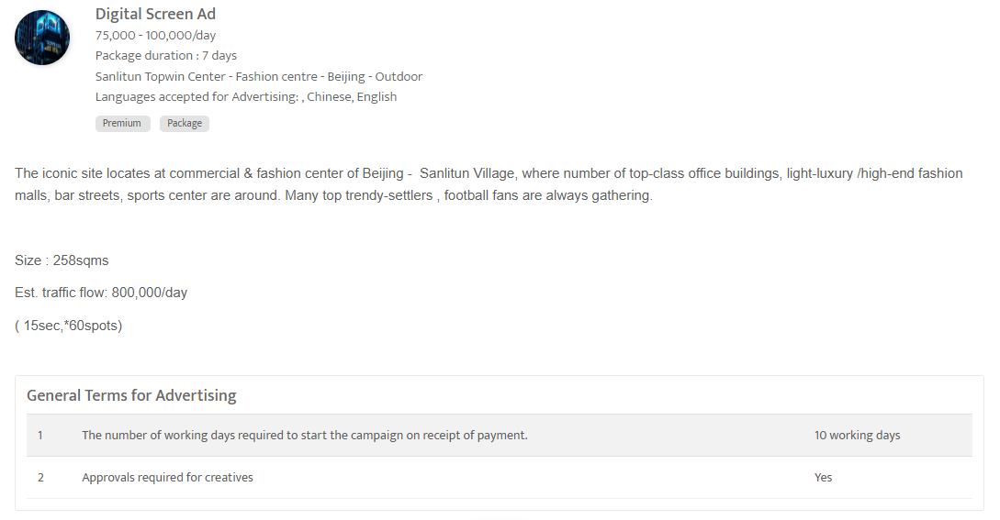 Digital Screen Ad
75,000 - 100,000/day
Package duration : 7 days
Sanlitun Topwin Center - Fashion centre - Beijing - Outdoor
Languages accepted for Advertising: , Chinese, English
Premium Package
The iconic site locates at commercial & fashion center of Beijing -  Sanlitun Village, where number of top-class office buildings, light-luxury /high-end fashion
malls, bar streets, sports center are around. Many top trendy-settlers , football fans are always gathering.
Size : 258sqms
Est. traffic flow: 800,000/day
( 15sec,*60spots)
General Terms for Advertising
1 The number of working days required to start the campaign on receipt of payment. 10 working days
2 Approvals required for creatives Yes